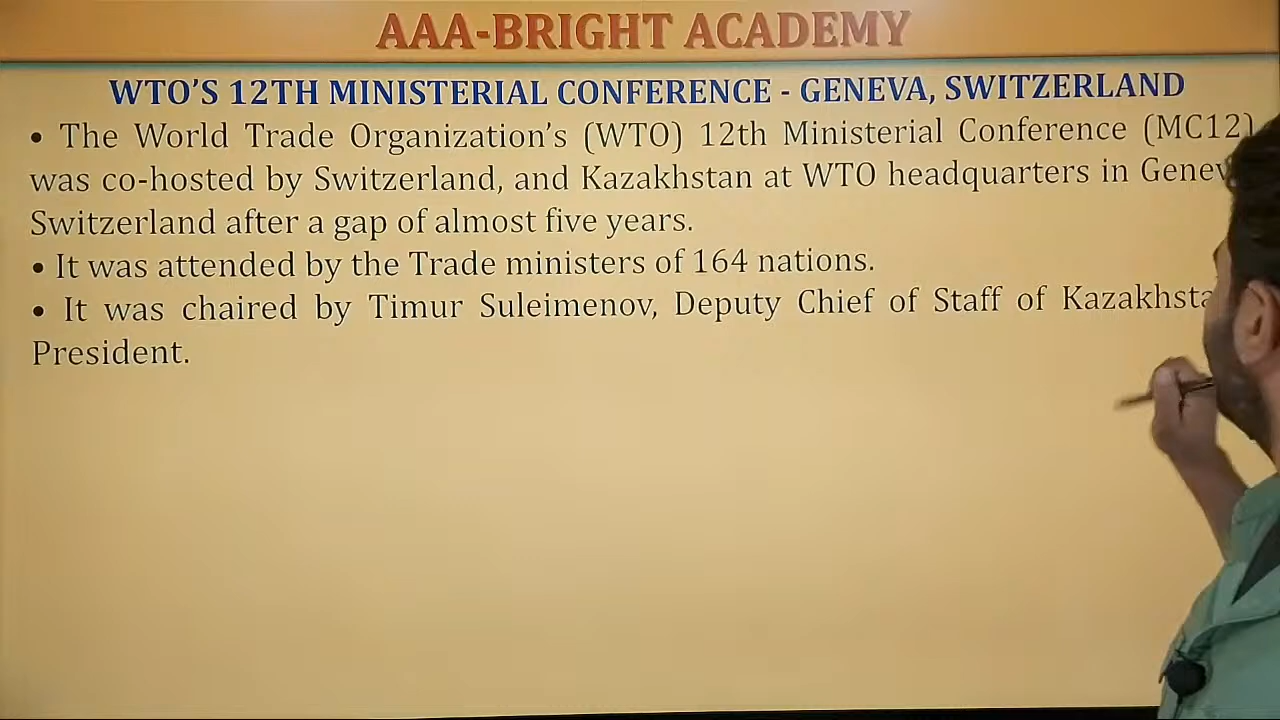 AAA-BRIGHT ACADEMY
WTO'S 12TH MINISTERIAL CONFERENCE - GENEVA, SWITZERLAND
• The World Trade Organization's (WTO) 12th Ministerial Conference (MC12)
was co-hosted by Switzerland, and Kazakhstan at WTO headquarters in Genev
Switzerland after a gap of almost five years.
• It was attended by the Trade ministers of 164 nations.
• It was chaired by Timur Suleimenov, Deputy Chief of Staff of Kazakhsta
President.